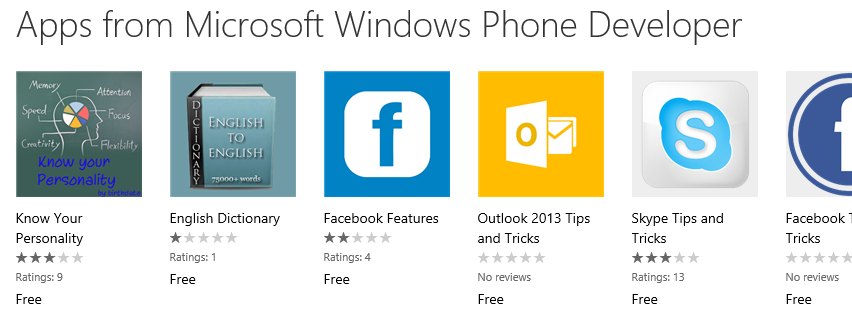 Apps from Microsoft Windows Phone Developer
Memory
Attention
Speed
Focus
Creativity
Flexibility
Know your
Personality
by birthdate
DICTIONARY
ENGLISH
TO
ENGLISH
75000+ words
f
O
S
Know Your
Personality
Ratings: 9
Free
English Dictionary
Ratings: 1
Free
Facebook Features
Ratings: 4
Free
Outlook 2013 Tips
and Tricks
No reviews
Free
Skype Tips and
Tricks
Ratings: 13
Free
Facebook T
Tricks
No reviews
Free